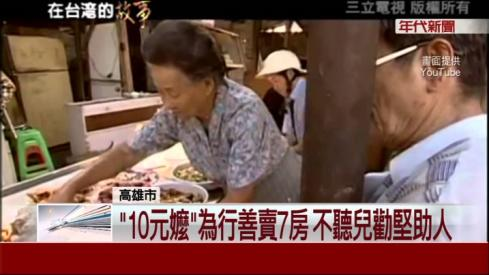 在台灣的故事
三立電視 版權所有
年代新聞
畫面提供
YouTube
高雄市
"10元嬤"為行善賣7房 不聽兒勸堅助人